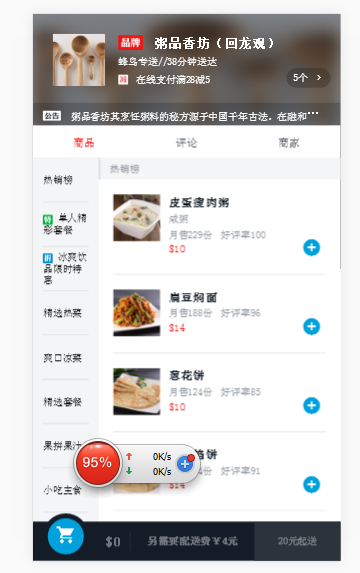 品牌 粥品香坊（回龙观）
蜂鸟专送//38分钟送达
减 在线支付满28减5
5个 >
公告 粥品香坊其烹饪粥料的秘方源于中国千年古法，在融和···
商品 评论 商家
热销榜
特 单人精
彩套餐
折 冰爽饮
品限时特
惠
精选热菜
爽口凉菜
精选套餐
果拼果汁
小吃主食
热销榜
皮蛋瘦肉粥
咸粥
月售229份 好评率100
$10
扁豆焖面
月售188份 好评率96
$14
葱花饼
月售124份 好评率85
$10
饼
好评率91
$14
95%
0K/s
0K/s
$0 另需要配送费￥4元 20元起送